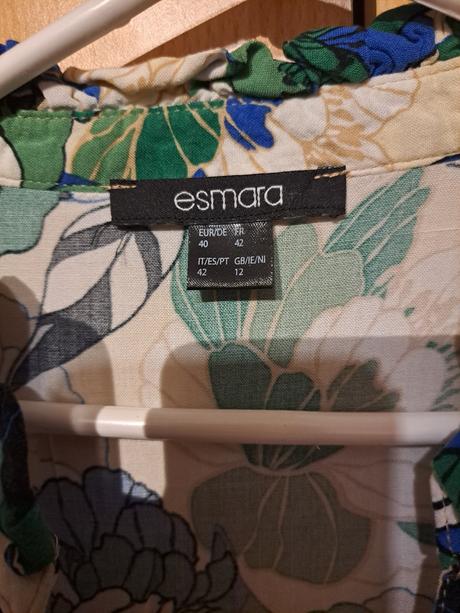 esmara
EUR/DE FR
40 42
IT/ES/PT GB/IE/NI
42 12